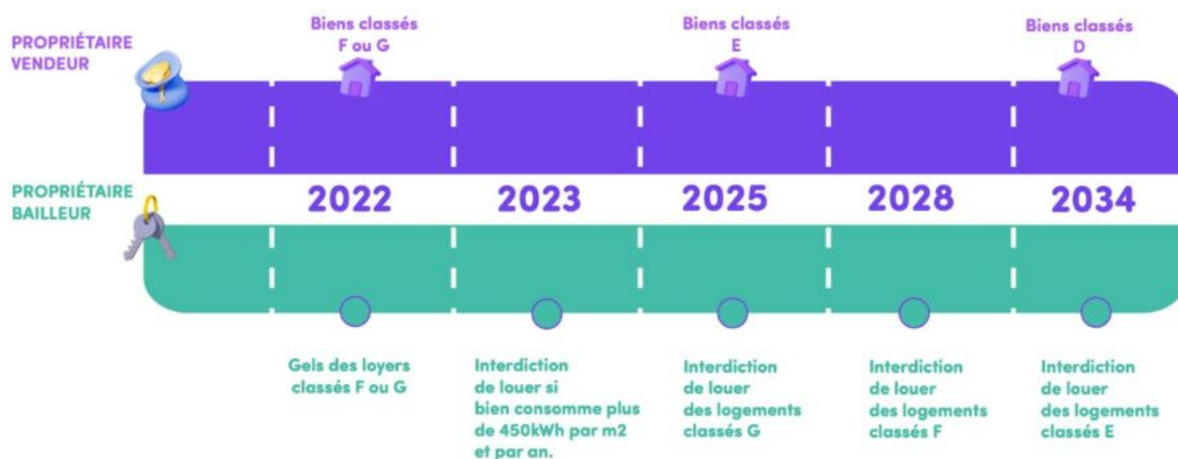 PROPRIÉTAIRE
VENDEUR
Biens classés
F ou G
Biens classés
E
Biens classés
D
PROPRIÉTAIRE
BAILLEUR
2022
2023
2025
2028
2034
Gels des loyers
classés F ou G
Interdiction
de louer si
bien consomme plus
de 450kWh par m2
et par an.
Interdiction
de louer
des logements
classés G
Interdiction
de louer
des logements
classés F
Interdiction
de louer
des logements
classés E